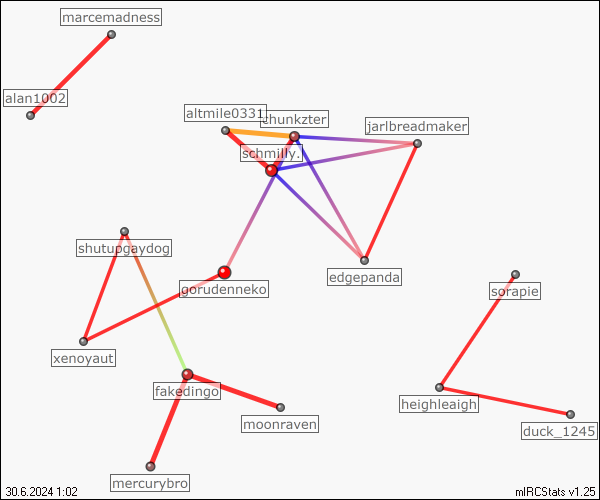 marcemadness
alan1002
altmile0331
chunkzter
jarlbreadmaker
schmilly.
shutupgaydog
edgepanda
gorudenneko
sorapie
xenoyaut
fakedingo
heighleaigh
moonraven
duck_1245
mercurybro
30.6.2024 1:02
mIRCStats v1.25